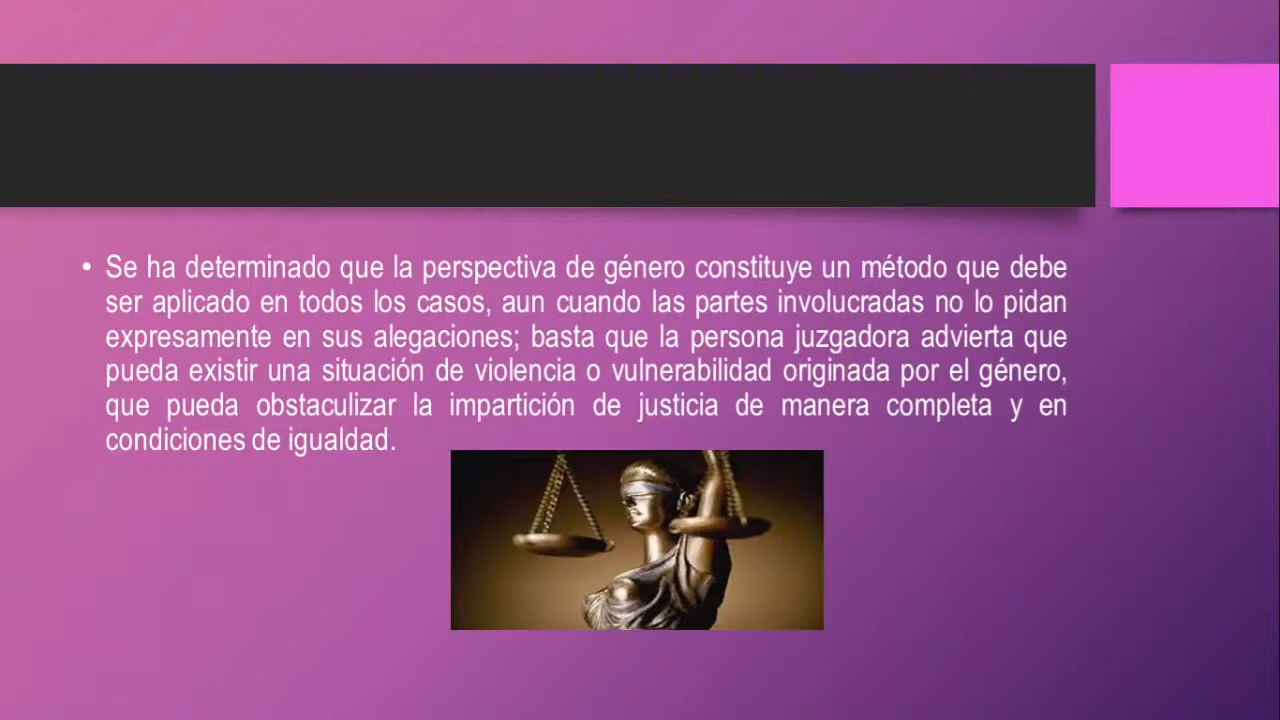 • Se ha determinado que la perspectiva de género constituye un método que debe
ser aplicado en todos los casos, aun cuando las partes involucradas no lo pidan
expresamente en sus alegaciones; basta que la persona juzgadora advierta que
pueda existir una situación de violencia o vulnerabilidad originada por el género,
que pueda obstaculizar la impartición de justicia de manera completa y en
condiciones de igualdad.